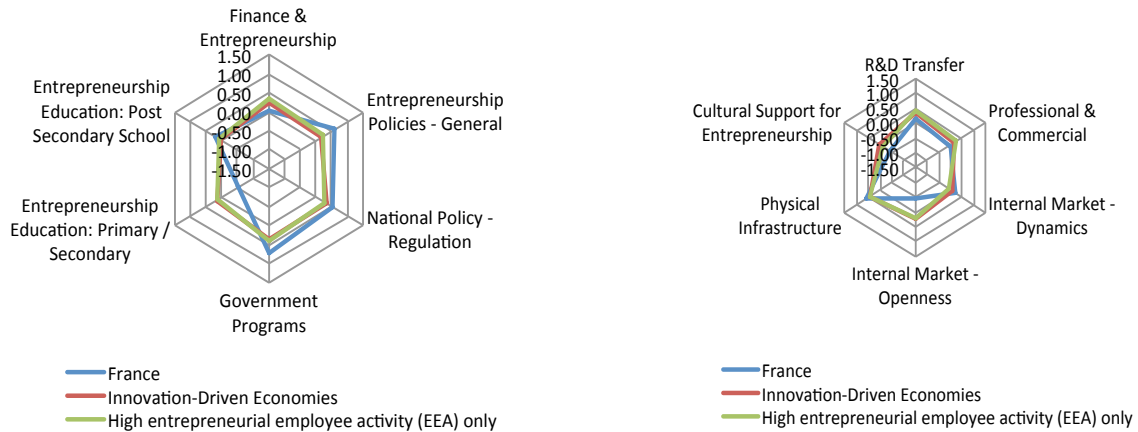 Finance &
Entrepreneurship
1.50
1.00
0.50
0.00
-0.50
-1.00
-1.50
Entrepreneurship
Policies - General
National Policy -
Regulation
Government
Programs
Entrepreneurship
Education: Primary /
Secondary
Entrepreneurship
Education: Post
Secondary School
France
Innovation-Driven Economies
High entrepreneurial employee activity (EEA) only
R&D Transfer
1.50
1.00
0.50
0.00
-0.50
-1.00
-1.50
Professional &
Commercial
Internal Market -
Dynamics
Internal Market -
Openness
Physical
Infrastructure
Cultural Support for
Entrepreneurship
France
Innovation-Driven Economies
High entrepreneurial employee activity (EEA) only